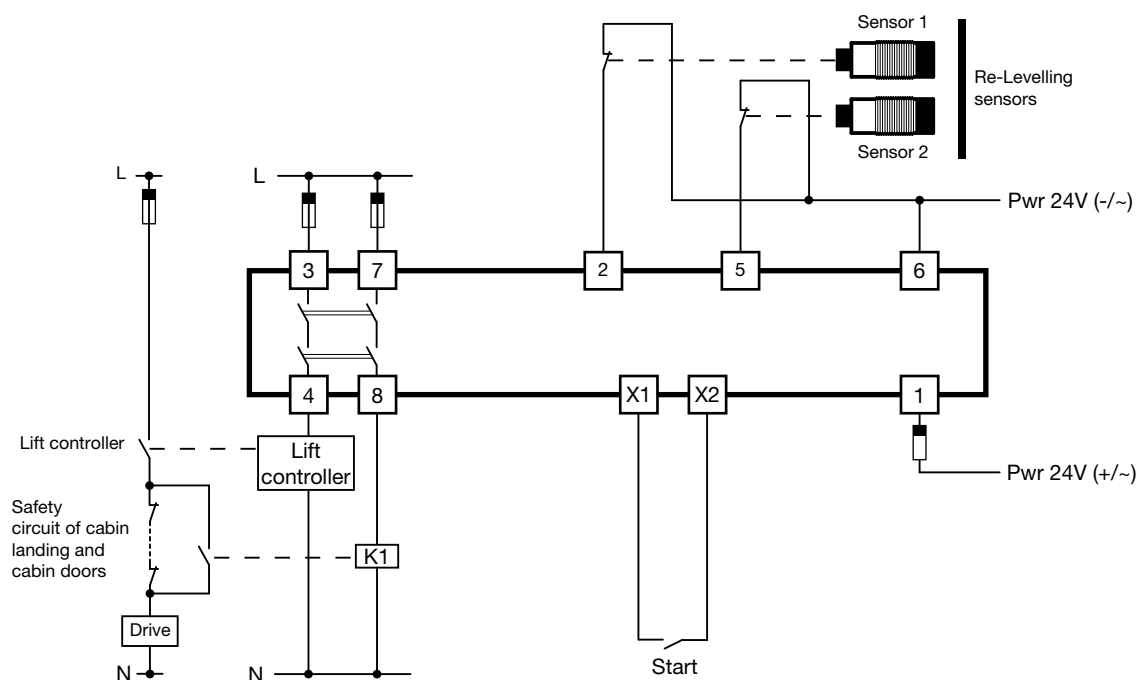 Sensor 1
Re-Levelling
sensors
Sensor 2
L
L
Pwr 24V (-/~)
3
7
2
5
6
4
8
X1
X2
1
Lift controller
Lift
controller
Pwr 24V (+/~)
Safety
circuit of cabin
landing and
cabin doors
K1
Drive
Start
N
N